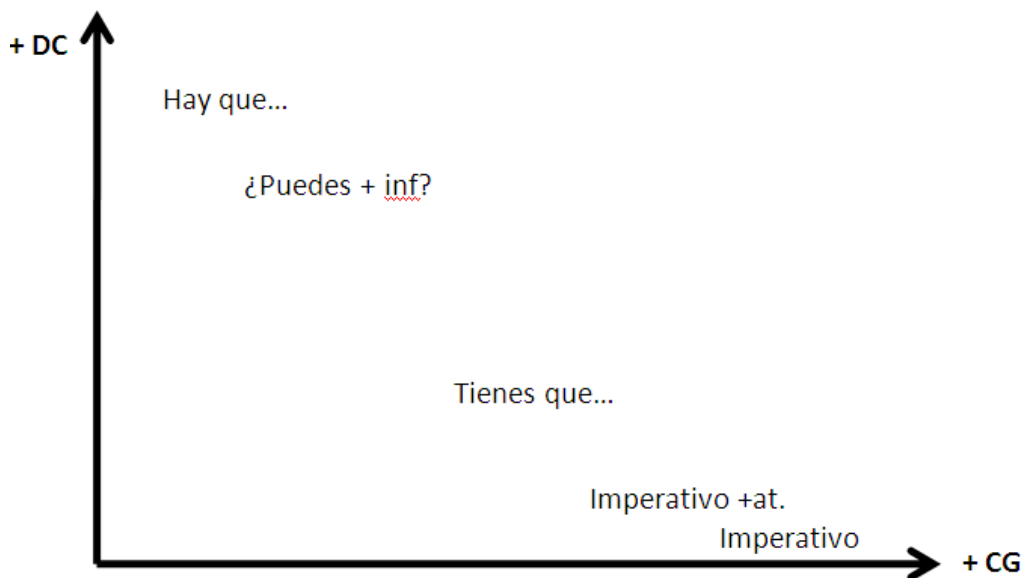 + DC
Hay que...
¿Puedes + inf?
Tienes que...
Imperativo +at.
Imperativo
+ CG